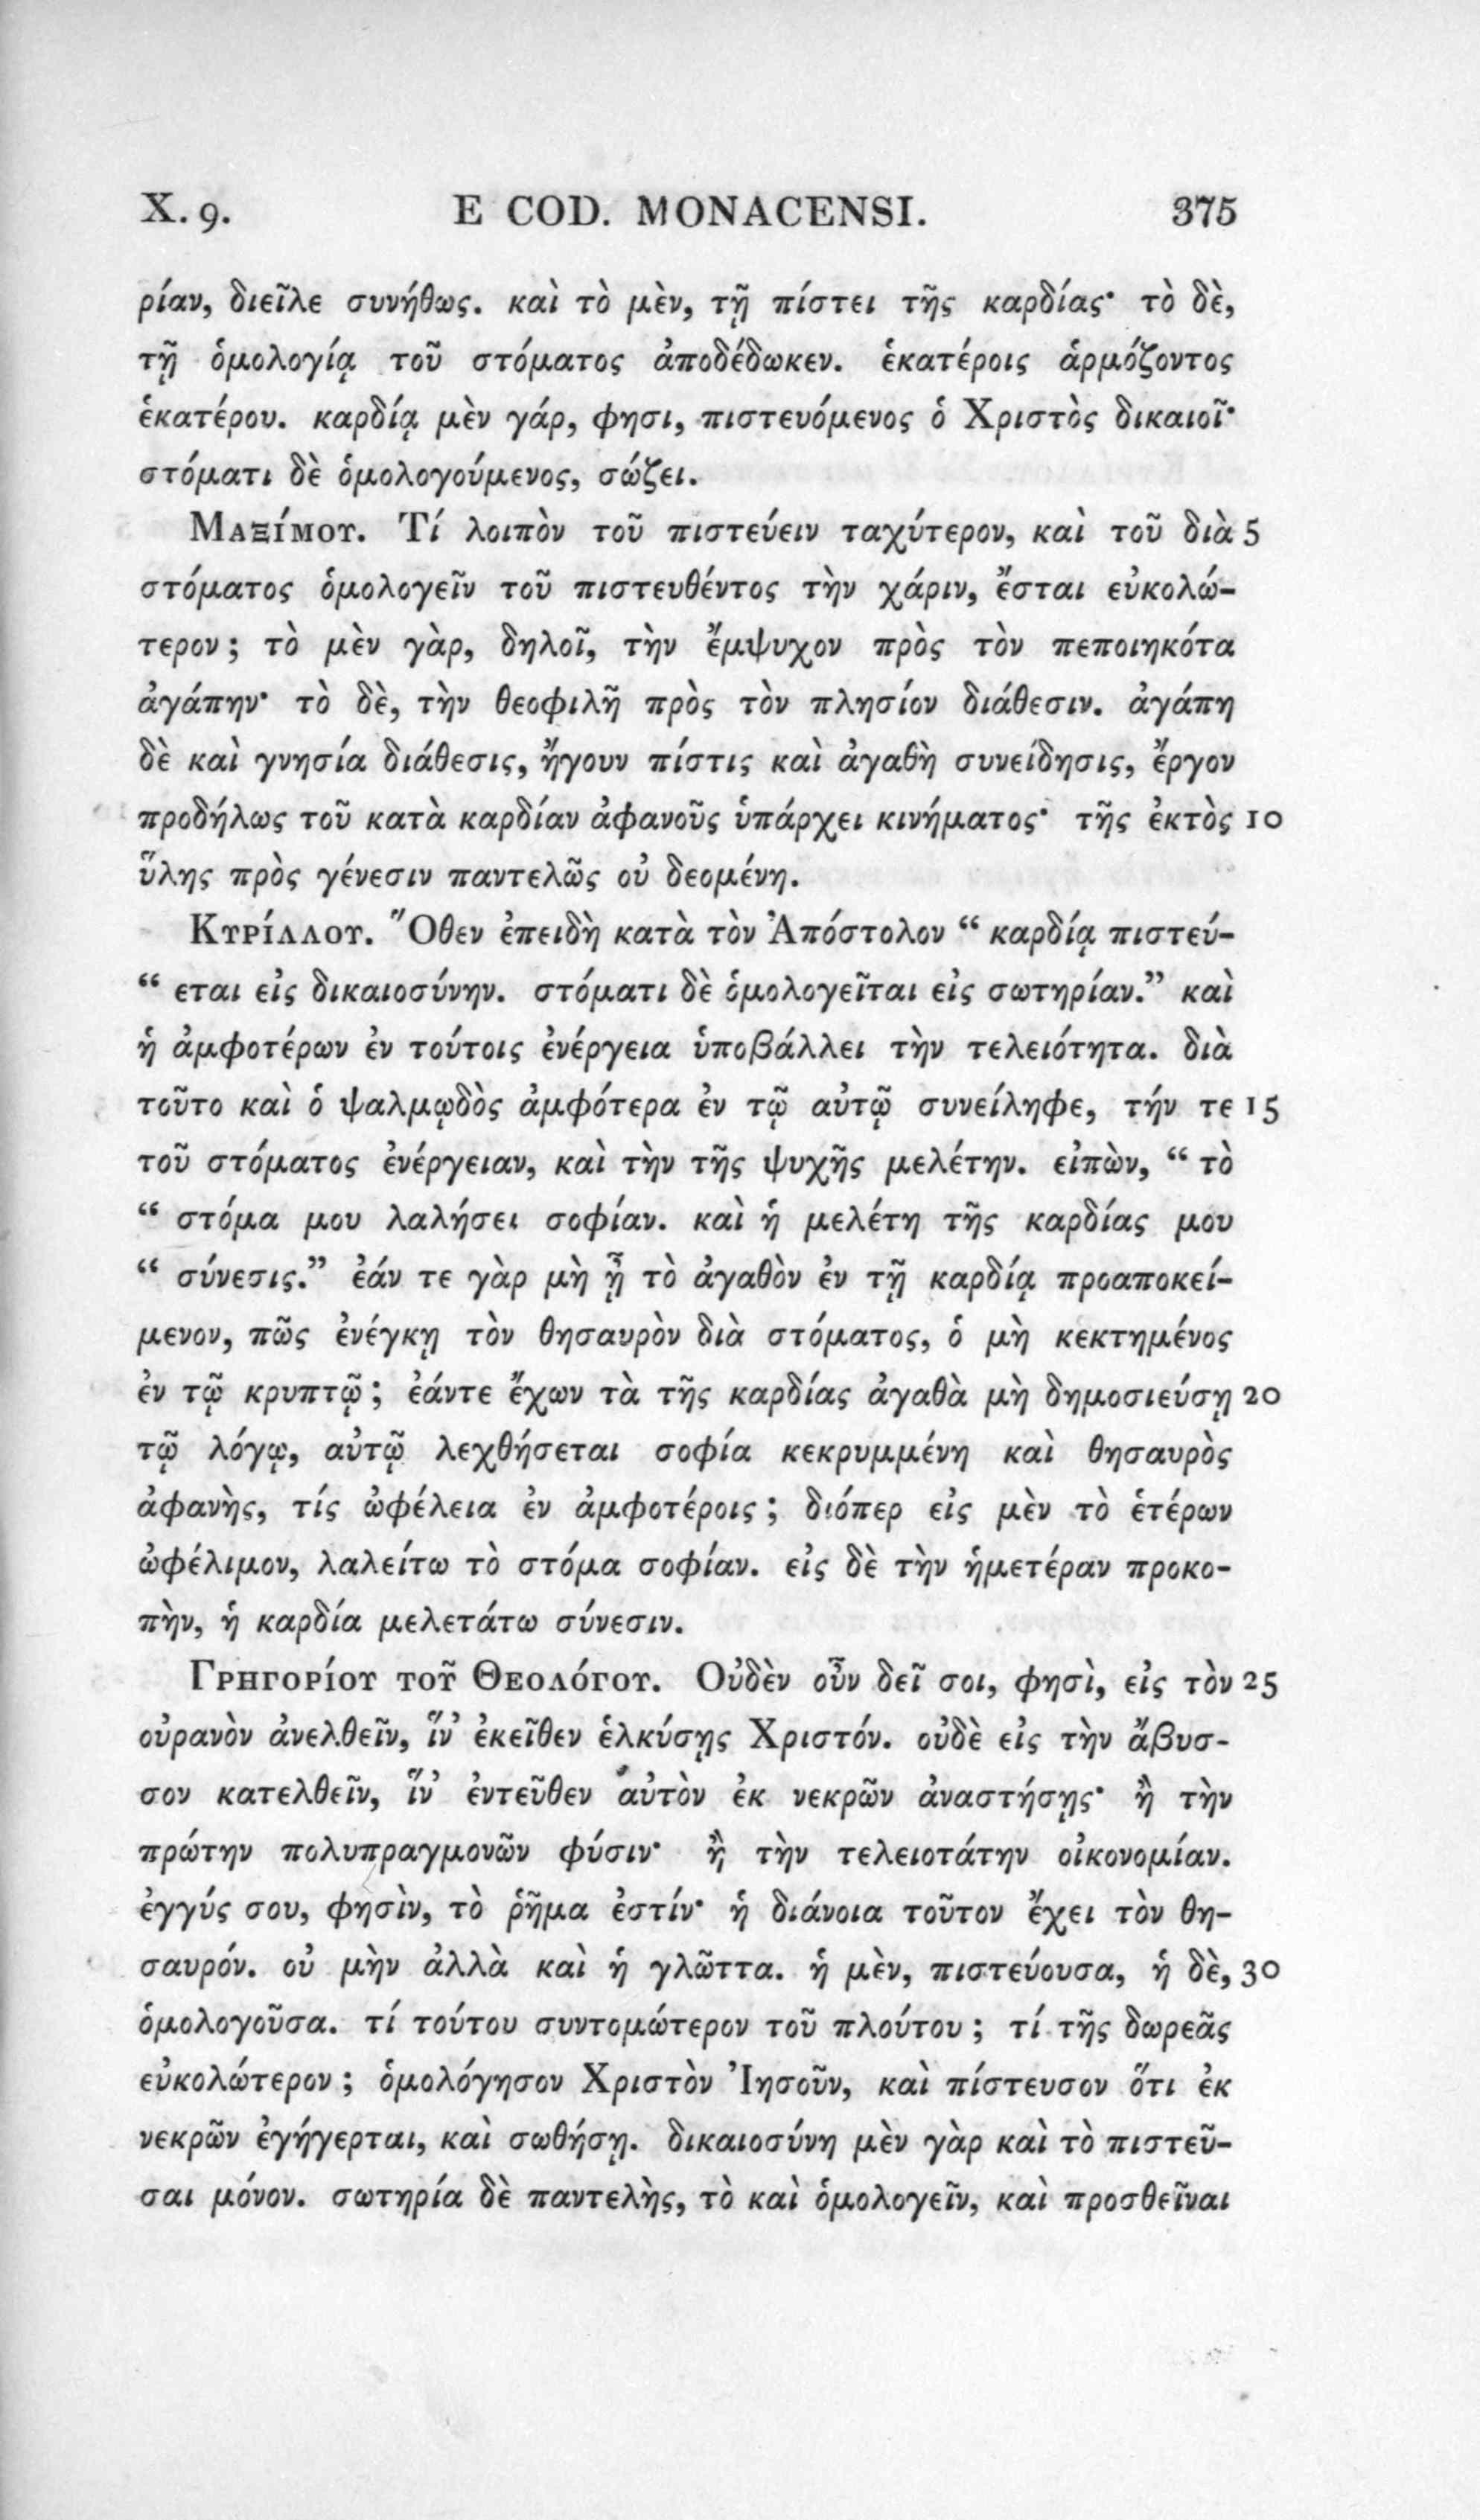 X. 9. E COD. MONACENSI. 375
ρίαν, διεῖλε συνήθως. καὶ τὸ μὲν, τῇ πίστει τῆς καρδίας· τὸ δὲ,
τῇ ὁμολογίᾳ τοῦ στόματος ἀποδέδωκεν. ἑκατέροις ἁρμόζοντος
ἑκατέρου. καρδίᾳ μὲν γάρ, φησι, πιστευόμενος ὁ Χριστὸς δικαιοῖ·
στόματι δὲ ὁμολογούμενος, σώζει.
Μαξίμου. Τί λοιπὸν τοῦ πιστεύειν ταχύτερον, καὶ τοῦ διὰ 5
στόματος ὁμολογεῖν τοῦ πιστευθέντος τὴν χάριν, ἔσται εὐκολώ-
τερον; τὸ μὲν γὰρ, δηλοῖ, τὴν ἔμψυχον πρὸς τὸν πεποιηκότα
ἀγάπην· τὸ δὲ, τὴν θεοφιλῆ πρὸς τὸν πλησίον διάθεσιν. ἀγάπη
δὲ καὶ γνησία διάθεσις, ἤγουν πίστις καὶ ἀγαθὴ συνείδησις, ἔργον
προδήλως τοῦ κατὰ καρδίαν ἀφανοῦς ὑπάρχει κινήματος· τῆς ἐκτὸς 10
ὕλης πρὸς γένεσιν παντελῶς οὐ δεομένη.
Κυρίλλου. Ὅθεν ἐπειδὴ κατὰ τὸν Ἀπόστολον “ καρδίᾳ πιστεύ-
“ εται εἰς δικαιοσύνην. στόματι δὲ ὁμολογεῖται εἰς σωτηρίαν.” καὶ
ἡ ἀμφοτέρων ἐν τούτοις ἐνέργεια ὑποβάλλει τὴν τελειότητα. διὰ
τοῦτο καὶ ὁ ψαλμῳδὸς ἀμφότερα ἐν τῷ αὐτῷ συνείληφε, τήν τε 15
τοῦ στόματος ἐνέργειαν, καὶ τὴν τῆς ψυχῆς μελέτην. εἰπὼν, “ τὸ
“ στόμα μου λαλήσει σοφίαν. καὶ ἡ μελέτη τῆς καρδίας μου
“ σύνεσις.” ἐάν τε γὰρ μὴ ᾖ τὸ ἀγαθὸν ἐν τῇ καρδίᾳ προαποκεί-
μενον, πῶς ἐνέγκῃ τὸν θησαυρὸν διὰ στόματος, ὁ μὴ κεκτημένος
ἐν τῷ κρυπτῷ; ἐάντε ἔχων τὰ τῆς καρδίας ἀγαθὰ μὴ δημοσιεύσῃ 20
τῷ λόγῳ, αὐτῷ λεχθήσεται σοφία κεκρυμμένη καὶ θησαυρὸς
ἀφανὴς, τίς ὠφέλεια ἐν ἀμφοτέροις; διόπερ εἰς μὲν τὸ ἑτέρων
ὠφέλιμον, λαλείτω τὸ στόμα σοφίαν. εἰς δὲ τὴν ἡμετέραν προκο-
πὴν, ἡ καρδία μελετάτω σύνεσιν.
Γρηγορίου τοῦ Θεολόγου. Οὐδὲν οὖν δεῖ σοι, φησὶ, εἰς τὸν 25
οὐρανὸν ἀνελθεῖν, ἵν᾽ ἐκεῖθεν ἑλκύσῃς Χριστόν. οὐδὲ εἰς τὴν ἄβυσ-
σον κατελθεῖν, ἵν᾽ ἐντεῦθεν αὐτὸν ἐκ νεκρῶν ἀναστήσῃς· ἢ τὴν
πρώτην πολυπραγμονῶν φύσιν· ἢ τὴν τελειοτάτην οἰκονομίαν.
ἐγγύς σου, φησὶν, τὸ ῥῆμα ἐστίν· ἡ διάνοια τοῦτον ἔχει τὸν θη-
σαυρόν. οὐ μὴν ἀλλὰ καὶ ἡ γλῶττα. ἡ μὲν, πιστεύουσα, ἡ δὲ, 30
ὁμολογοῦσα. τί τούτου συντομώτερον τοῦ πλούτου; τί τῆς δωρεᾶς
εὐκολώτερον; ὁμολόγησον Χριστὸν Ἰησοῦν, καὶ πίστευσον ὅτι ἐκ
νεκρῶν ἐγήγερται, καὶ σωθήσῃ. δικαιοσύνη μὲν γὰρ καὶ τὸ πιστεῦ-
σαι μόνον. σωτηρία δὲ παντελὴς, τὸ καὶ ὁμολογεῖν, καὶ προσθεῖναι